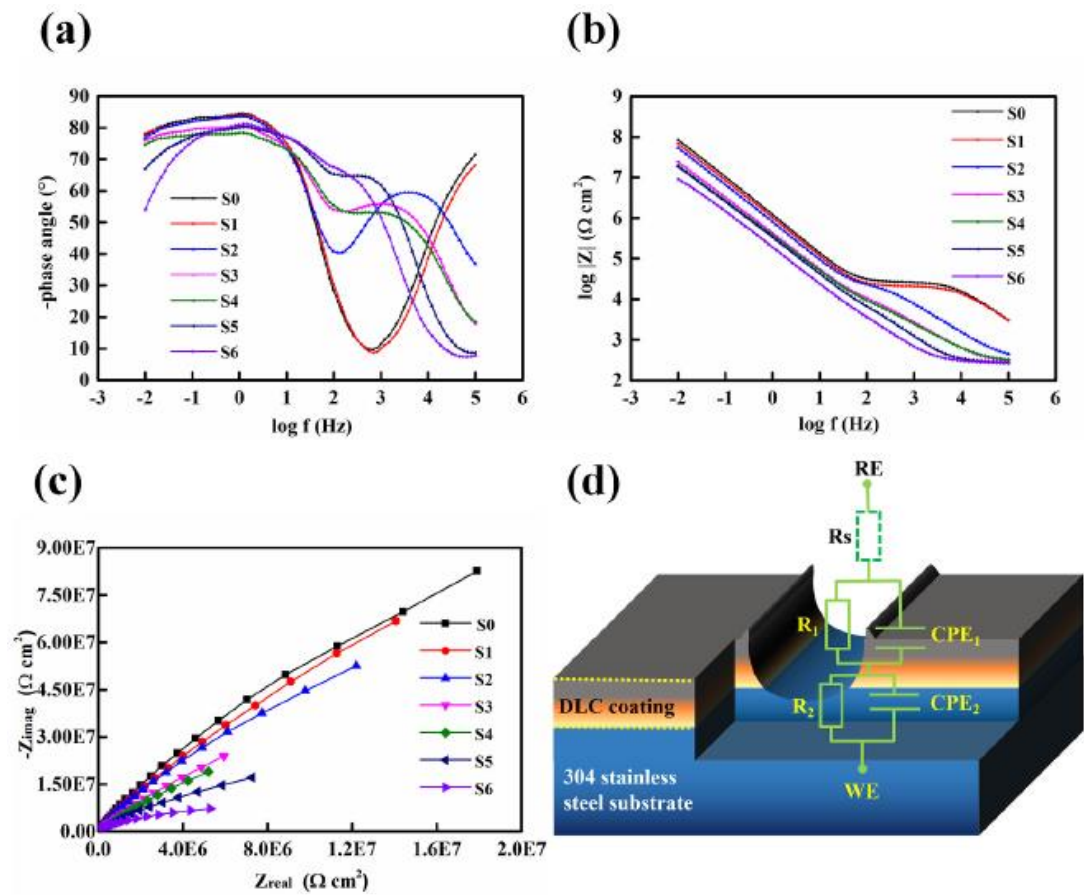 (a)
90
80
70
60
50
40
30
20
10
0
-phase angle (°)
S0
S1
S2
S3
S4
S5
S6
-3 -2 -1 0 1 2 3 4 5 6
log f (Hz)
(b)
9
8
7
6
5
4
3
2
log |Z| (Ω cm²)
S0
S1
S2
S3
S4
S5
S6
-3 -2 -1 0 1 2 3 4 5 6
log f (Hz)
(c)
9.00E7
7.50E7
6.00E7
4.50E7
3.00E7
1.50E7
0.00
-Zimag (Ω cm²)
S0
S1
S2
S3
S4
S5
S6
0.0 4.0E6 8.0E6 1.2E7 1.6E7 2.0E7
Zreal (Ω cm²)
(d)
RE
Rs
R₁
CPE₁
DLC coating
R₂
CPE₂
304 stainless
steel substrate
WE